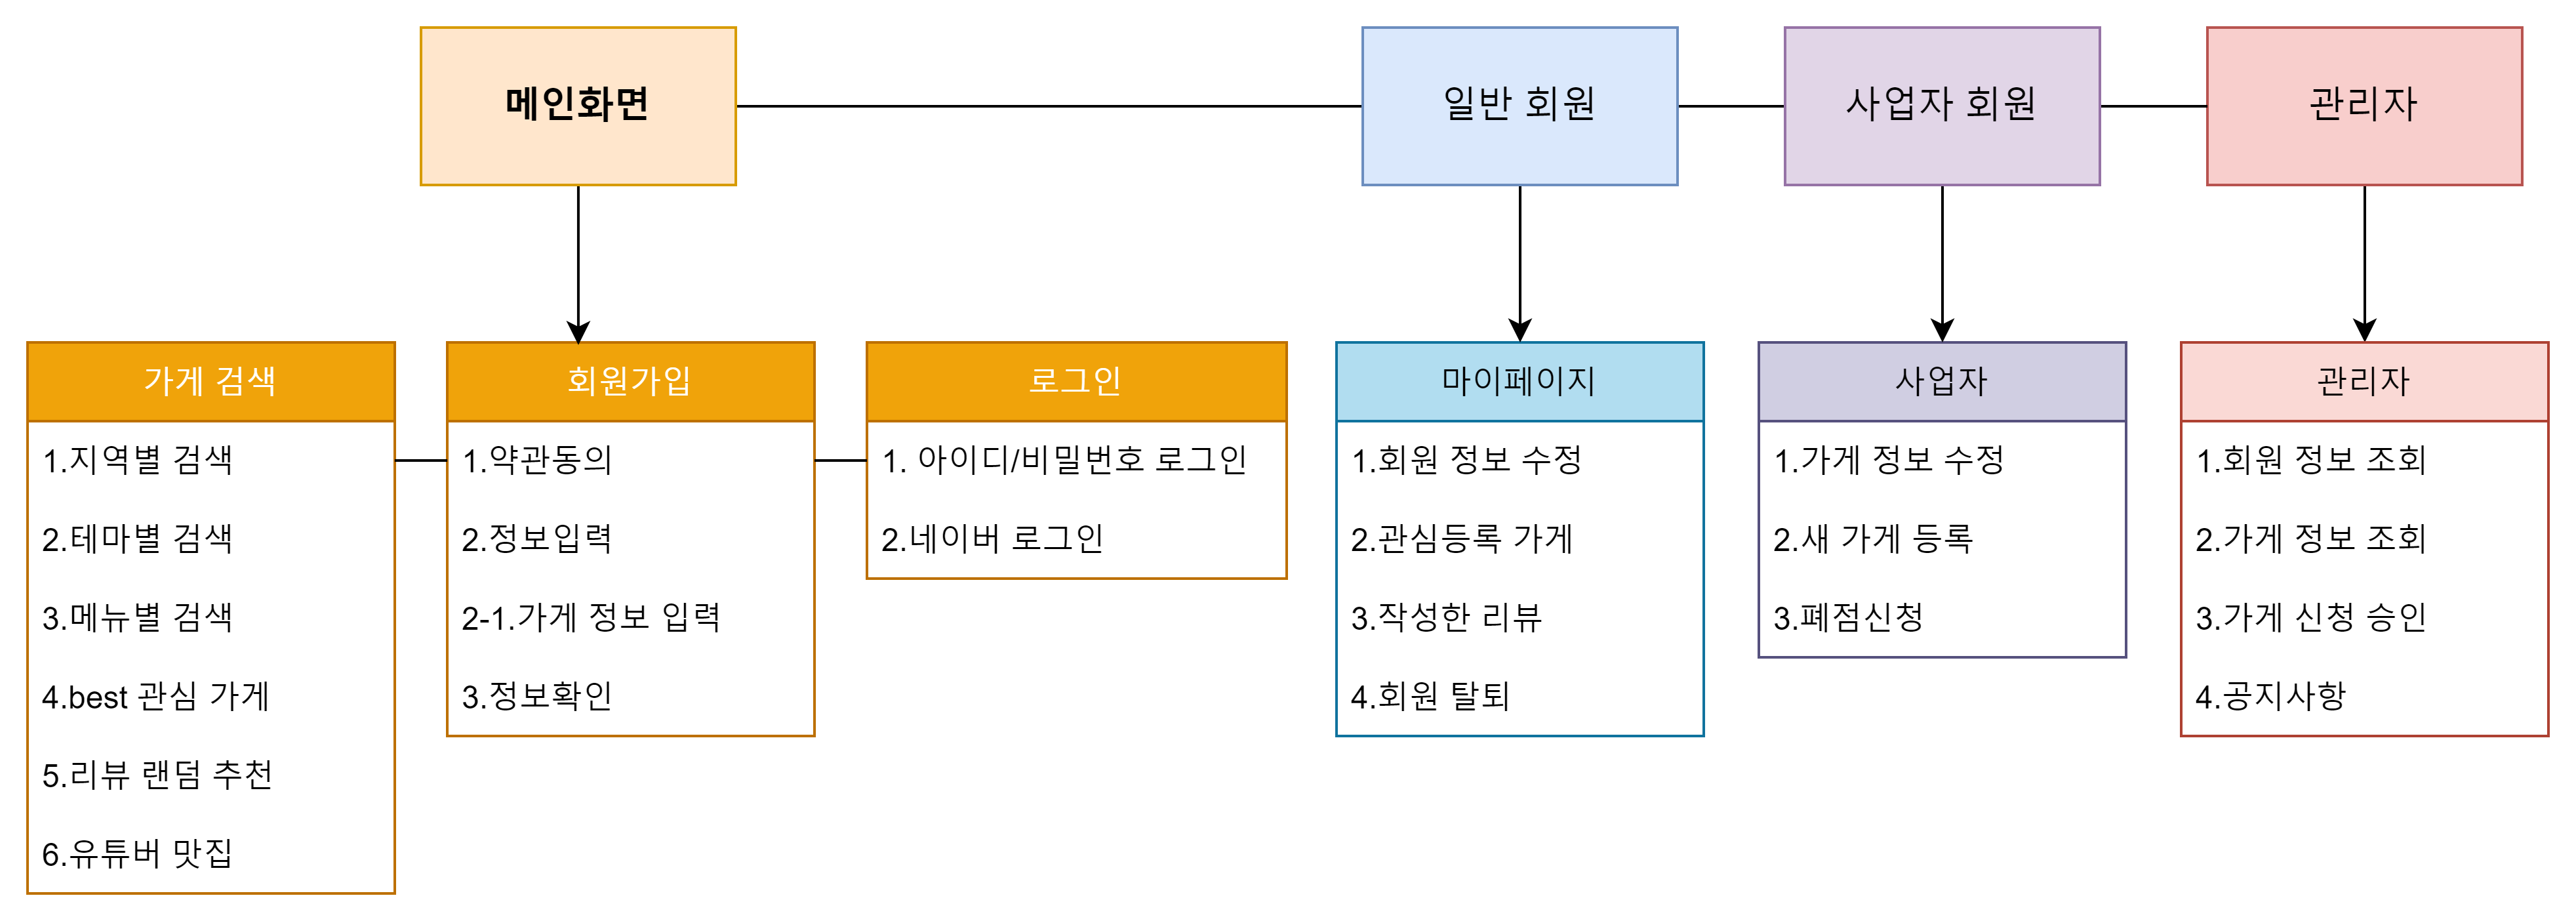 메인화면
일반 회원
사업자 회원
관리자
가게 검색
1.지역별 검색
2.테마별 검색
3.메뉴별 검색
4.best 관심 가게
5.리뷰 랜덤 추천
6.유튜버 맛집
회원가입
1.약관동의
2.정보입력
2-1.가게 정보 입력
3.정보확인
로그인
1. 아이디/비밀번호 로그인
2.네이버 로그인
마이페이지
1.회원 정보 수정
2.관심등록 가게
3.작성한 리뷰
4.회원 탈퇴
사업자
1.가게 정보 수정
2.새 가게 등록
3.폐점신청
관리자
1.회원 정보 조회
2.가게 정보 조회
3.가게 신청 승인
4.공지사항